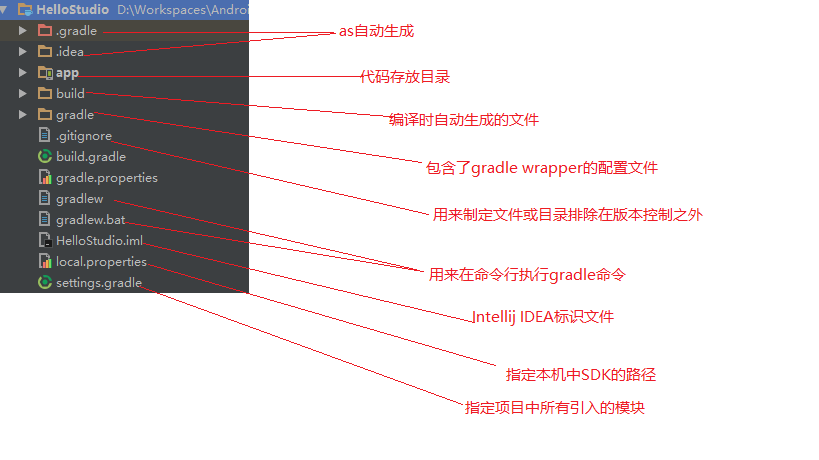 HelloStudio D:\Workspaces\Androi
.gradle
as自动生成
.idea
app
代码存放目录
build
编译时自动生成的文件
gradle
.gitignore
build.gradle
包含了gradle wrapper的配置文件
gradle.properties
gradlew
用来制定文件或目录排除在版本控制之外
gradlew.bat
HelloStudio.iml
local.properties
用来在命令行执行gradle命令
settings.gradle
Intellij IDEA标识文件
指定本机中SDK的路径
指定项目中所有引入的模块